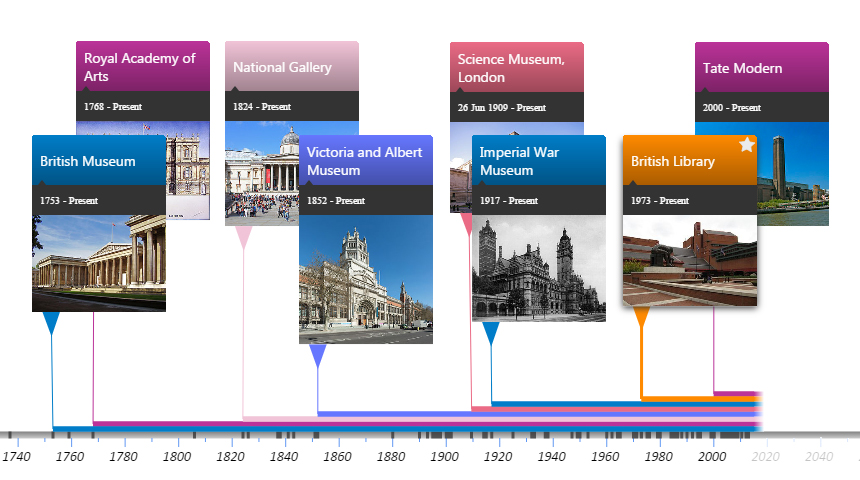 Royal Academy of
Arts
1768 - Present
National Gallery
1824 - Present
Science Museum,
London
26 Jun 1909 - Present
Tate Modern
2000 - Present
British Museum
1753 - Present
Victoria and Albert
Museum
1852 - Present
Imperial War
Museum
1917 - Present
British Library
1973 - Present
1740 1760 1780 1800 1820 1840 1860 1880 1900 1920 1940 1960 1980 2000 2020 2040